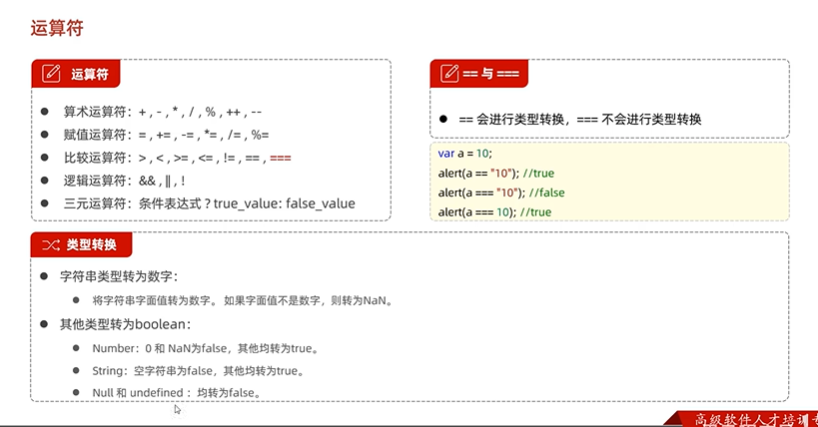 运算符
运算符
算术运算符：+ , - , * , / , % , ++ , --
赋值运算符：= , += , -= , *= , /= , %=
比较运算符：> , < , >= , <= , != , == , ===
逻辑运算符：&& , || , !
三元运算符：条件表达式 ? true_value: false_value
== 与 ===
== 会进行类型转换，=== 不会进行类型转换
var a = 10;
alert(a == "10"); //true
alert(a === "10"); //false
alert(a === 10); //true
类型转换
字符串类型转为数字：
将字符串字面值转为数字。 如果字面值不是数字，则转为NaN。
其他类型转为boolean：
Number：0 和 NaN为false，其他均转为true。
String：空字符串为false，其他均转为true。
Null 和 undefined ：均转为false。
高级软件人才培训专